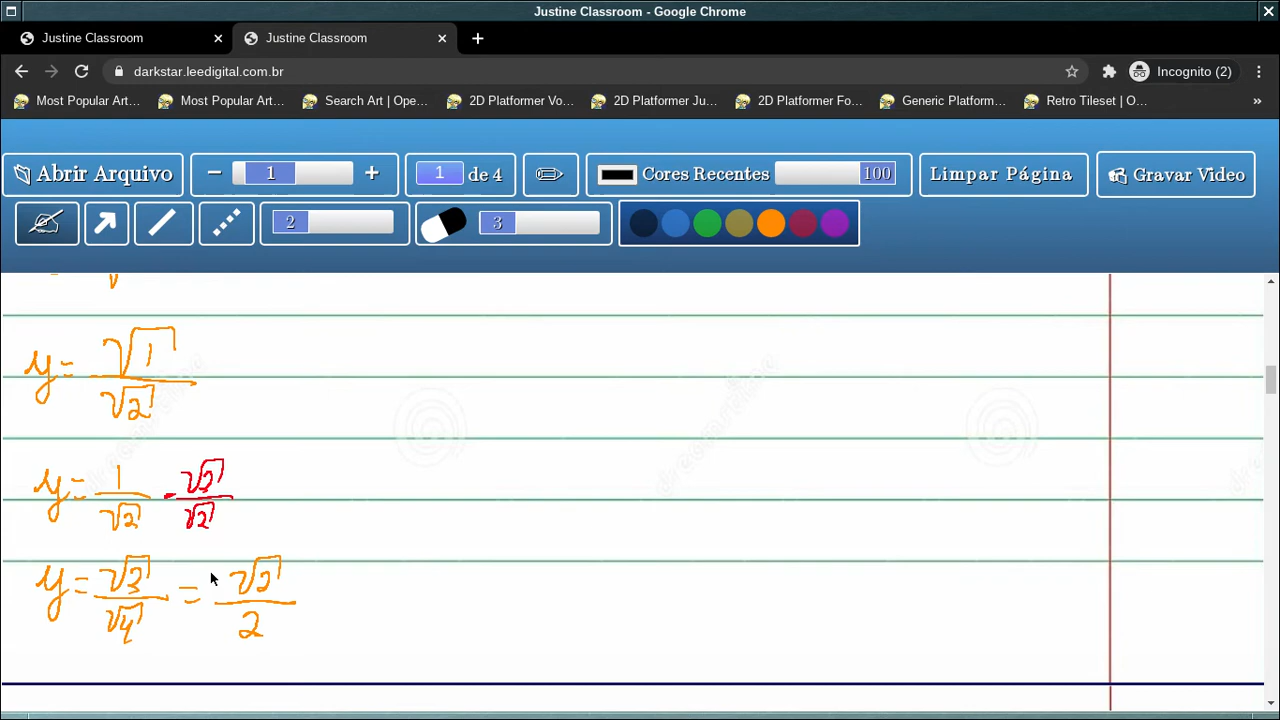 Justine Classroom - Google Chrome
Justine Classroom
Justine Classroom
darkstar.leedigital.com.br
Incognito (2)
Most Popular Art...
Most Popular Art...
Search Art | Ope...
2D Platformer Vo...
2D Platformer Ju...
2D Platformer Fo...
Generic Platform...
Retro Tileset | O...
»
Abrir Arquivo
− 1 +
1 de 4
Cores Recentes 100
Limpar Página
Gravar Video
2
3
y = √1 / √2
y = 1/√2 · √2/√2
y = √3/√4 = √2/2
dreamstime
dreamstime